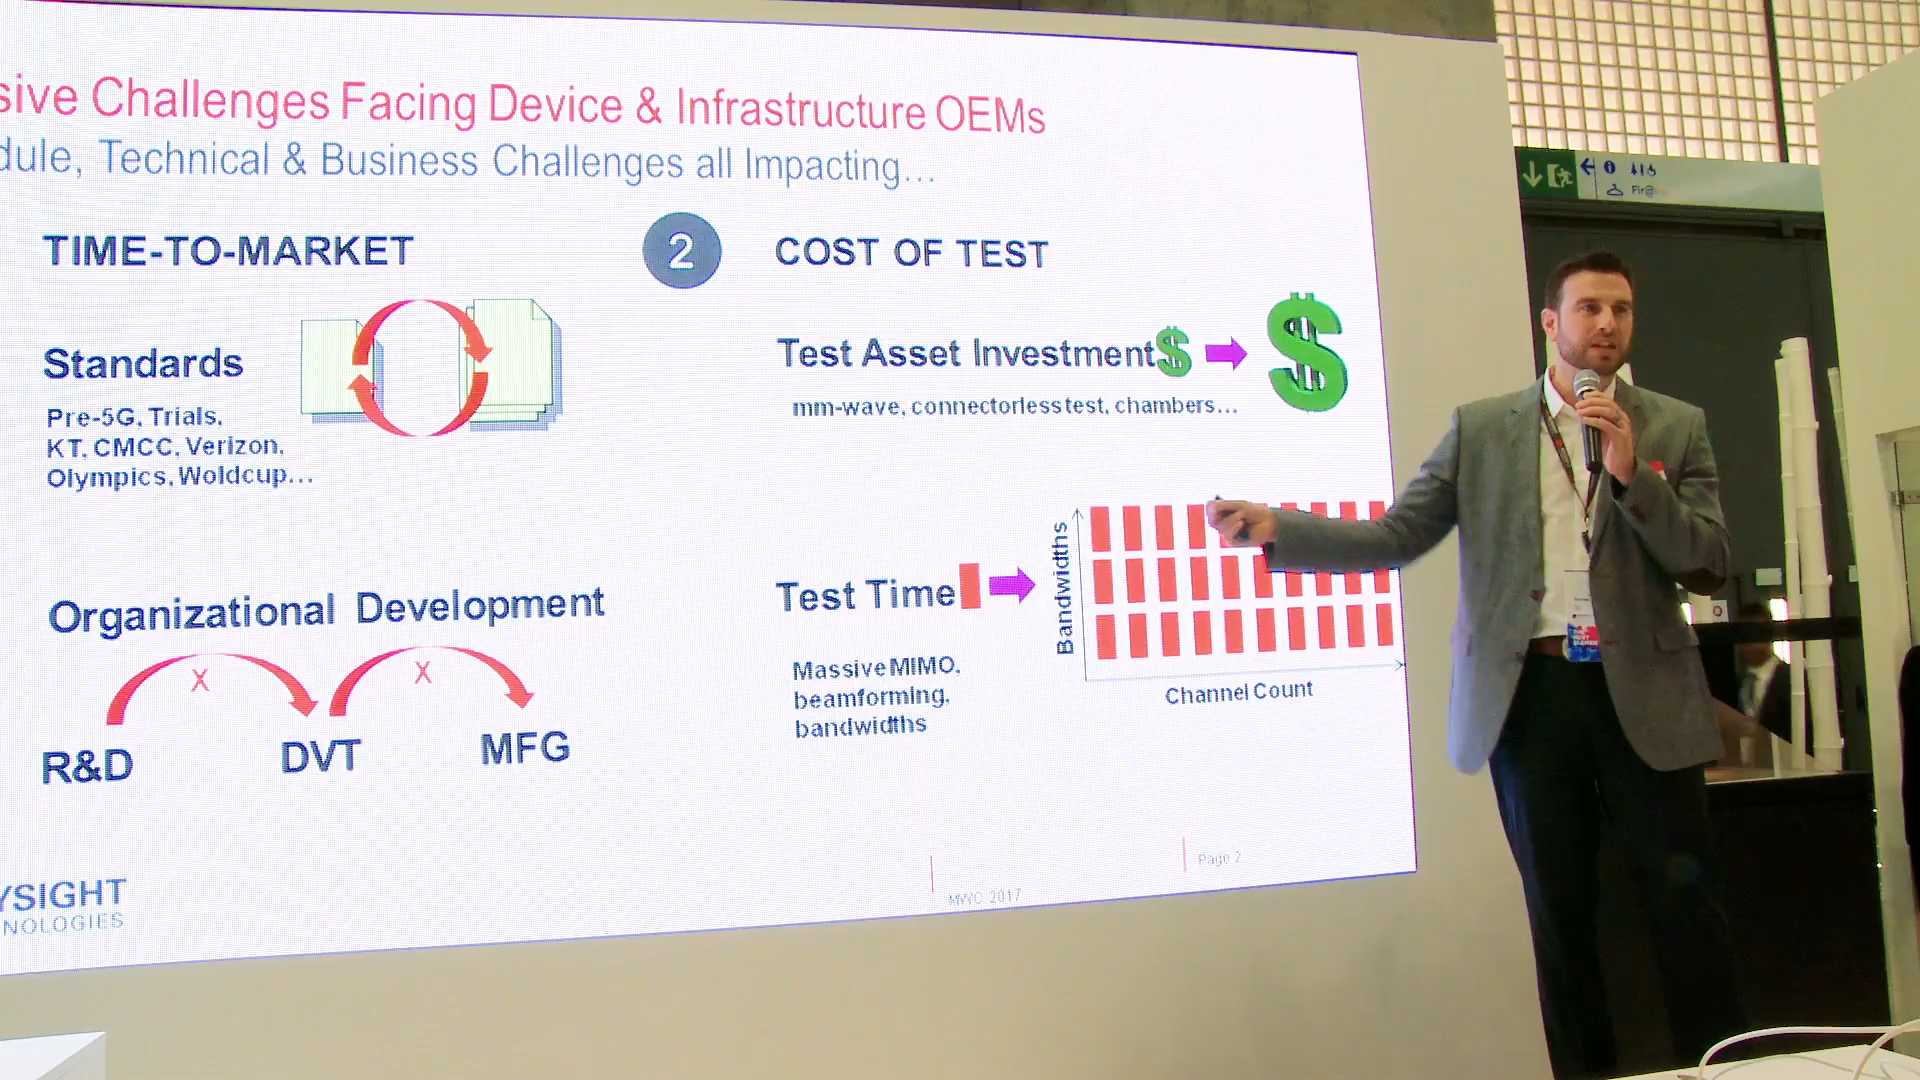 sive Challenges Facing Device & Infrastructure OEMs
dule, Technical & Business Challenges all Impacting...
TIME-TO-MARKET
Standards
Pre-5G, Trials,
KT, CMCC, Verizon,
Olympics, Woldcup...
Organizational Development
X X
R&D DVT MFG
2 COST OF TEST
Test Asset Investment $ $
mm-wave, connectorless test, chambers...
Test Time
Massive MIMO,
beamforming,
bandwidths
Bandwidths
Channel Count
YSIGHT
NOLOGIES
MWC 2017
Page 2